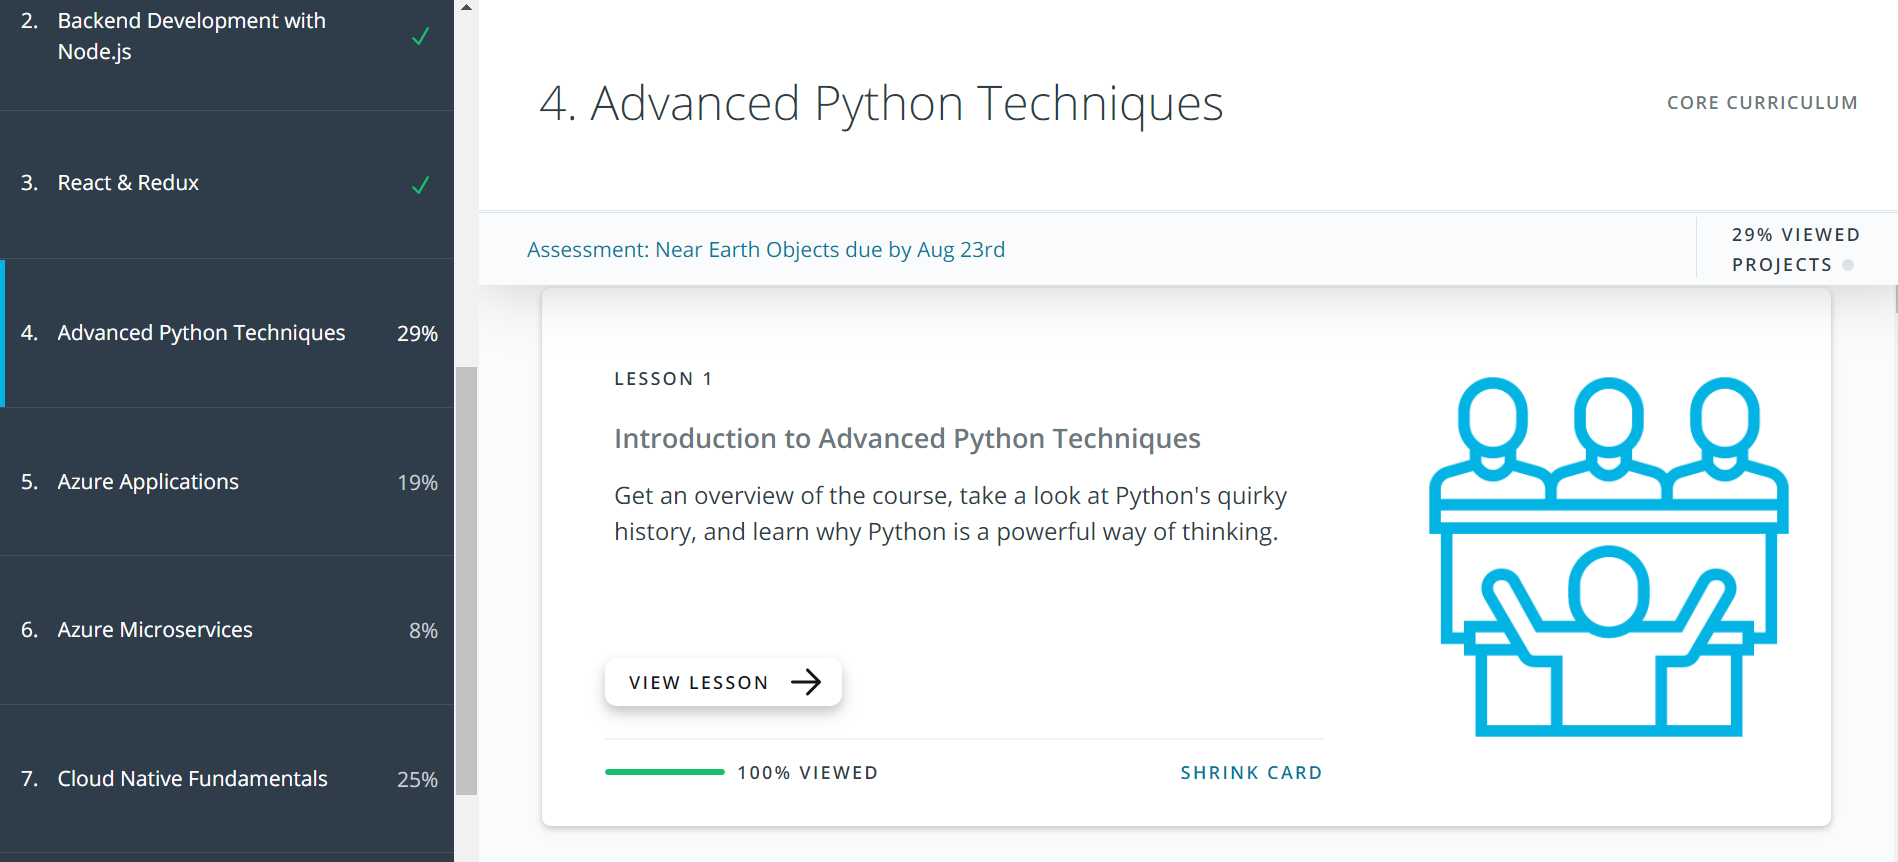 2. Backend Development with
Node.js
3. React & Redux
4. Advanced Python Techniques 29%
5. Azure Applications 19%
6. Azure Microservices 8%
7. Cloud Native Fundamentals 25%
4. Advanced Python Techniques
CORE CURRICULUM
Assessment: Near Earth Objects due by Aug 23rd
29% VIEWED
PROJECTS
LESSON 1
Introduction to Advanced Python Techniques
Get an overview of the course, take a look at Python's quirky
history, and learn why Python is a powerful way of thinking.
VIEW LESSON
100% VIEWED
SHRINK CARD